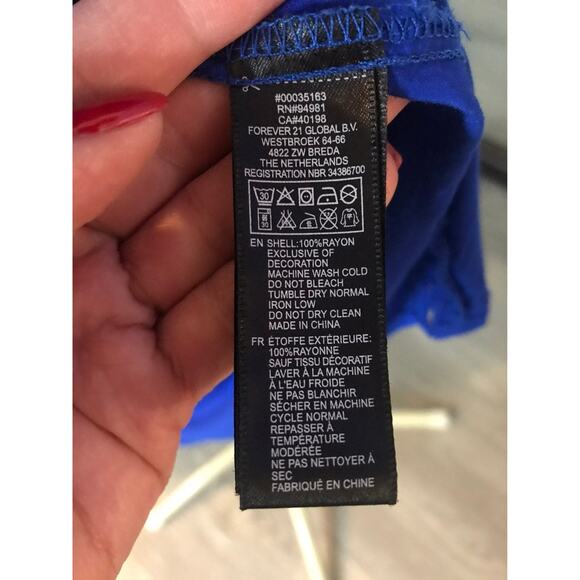 #00035163
RN#94981
CA#40198
FOREVER 21 GLOBAL B.V.
WESTBROEK 64-66
4822 ZW BREDA
THE NETHERLANDS
REGISTRATION NBR 34386700
30
30
EN SHELL:100%RAYON
EXCLUSIVE OF
DECORATION
MACHINE WASH COLD
DO NOT BLEACH
TUMBLE DRY NORMAL
IRON LOW
DO NOT DRY CLEAN
MADE IN CHINA
FR ÉTOFFE EXTÉRIEURE:
100%RAYONNE
SAUF TISSU DÉCORATIF
LAVER À LA MACHINE
À L'EAU FROIDE
NE PAS BLANCHIR
SÉCHER EN MACHINE
CYCLE NORMAL
REPASSER À
TEMPÉRATURE
MODÉRÉE
NE PAS NETTOYER À
SEC
FABRIQUÉ EN CHINE